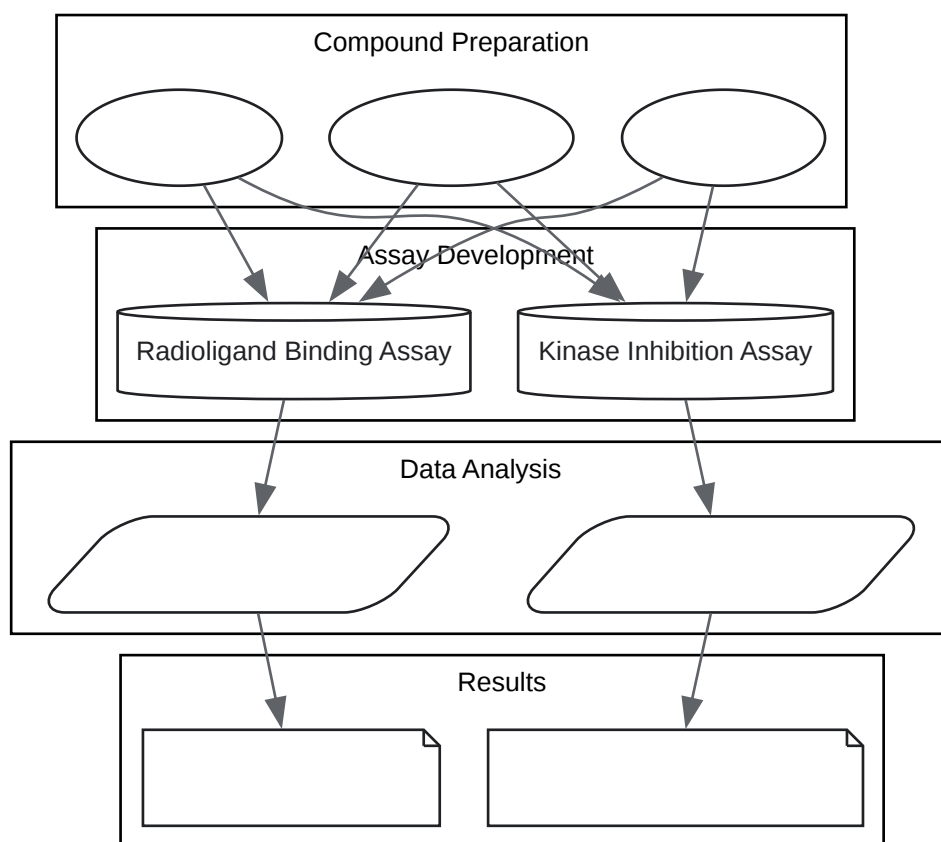 Compound Preparation
Assay Development
Radioligand Binding Assay
Kinase Inhibition Assay
Data Analysis
Results